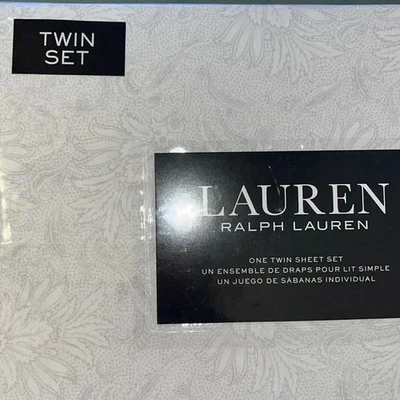 TWIN
SET
LAUREN
RALPH LAUREN
ONE TWIN SHEET SET
UN ENSEMBLE DE DRAPS POUR LIT SIMPLE
UN JUEGO DE SÁBANAS INDIVIDUAL